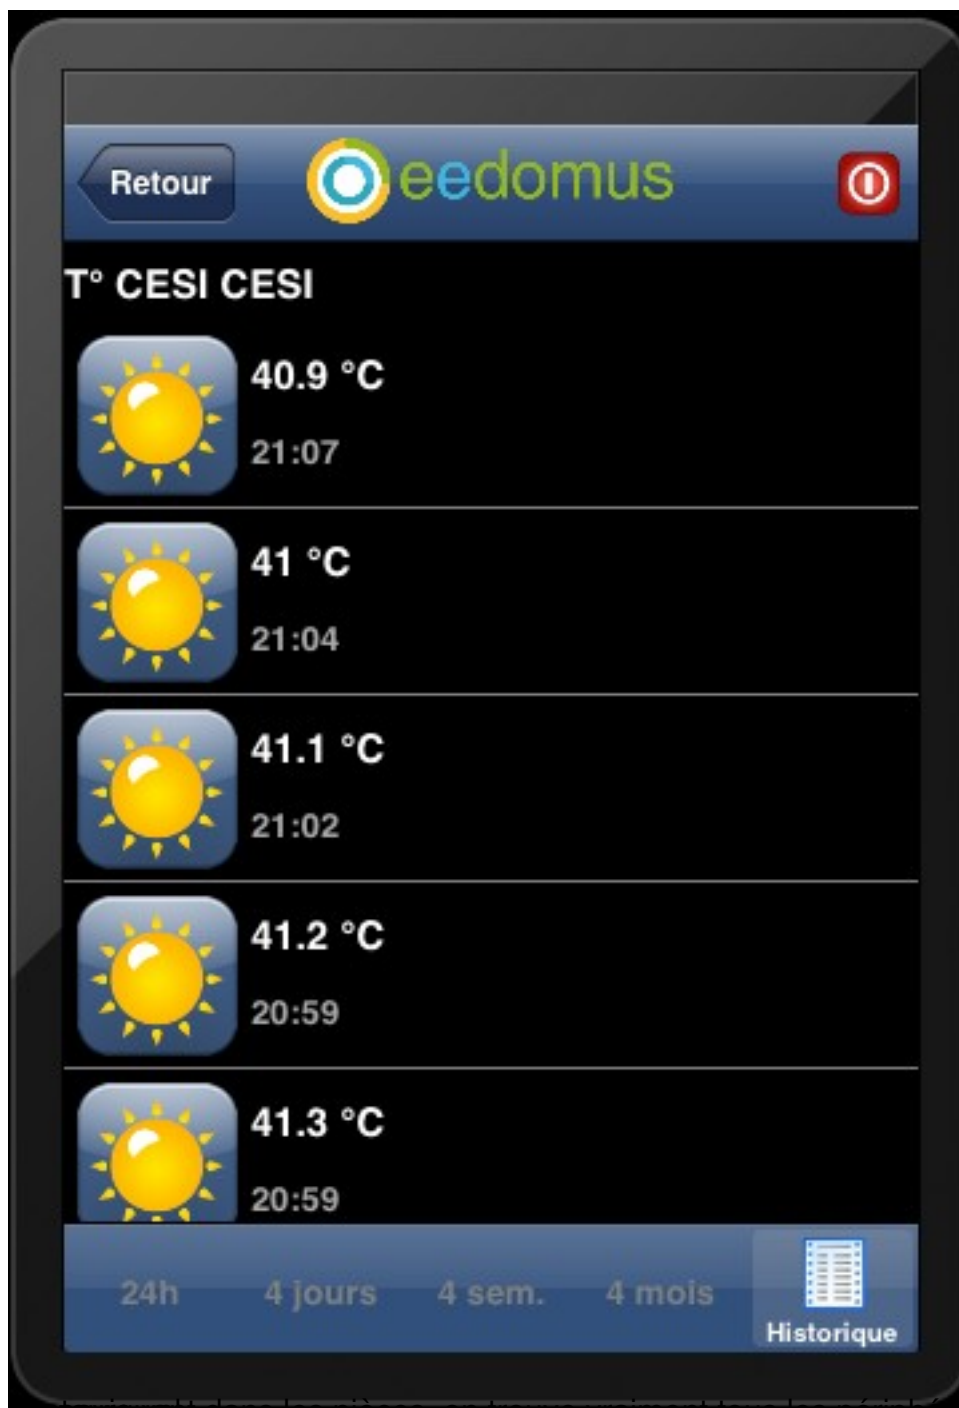 Retour
eedomus
T° CESI CESI
40.9 °C
21:07
41 °C
21:04
41.1 °C
21:02
41.2 °C
20:59
41.3 °C
20:59
24h 4 jours 4 sem. 4 mois
Historique